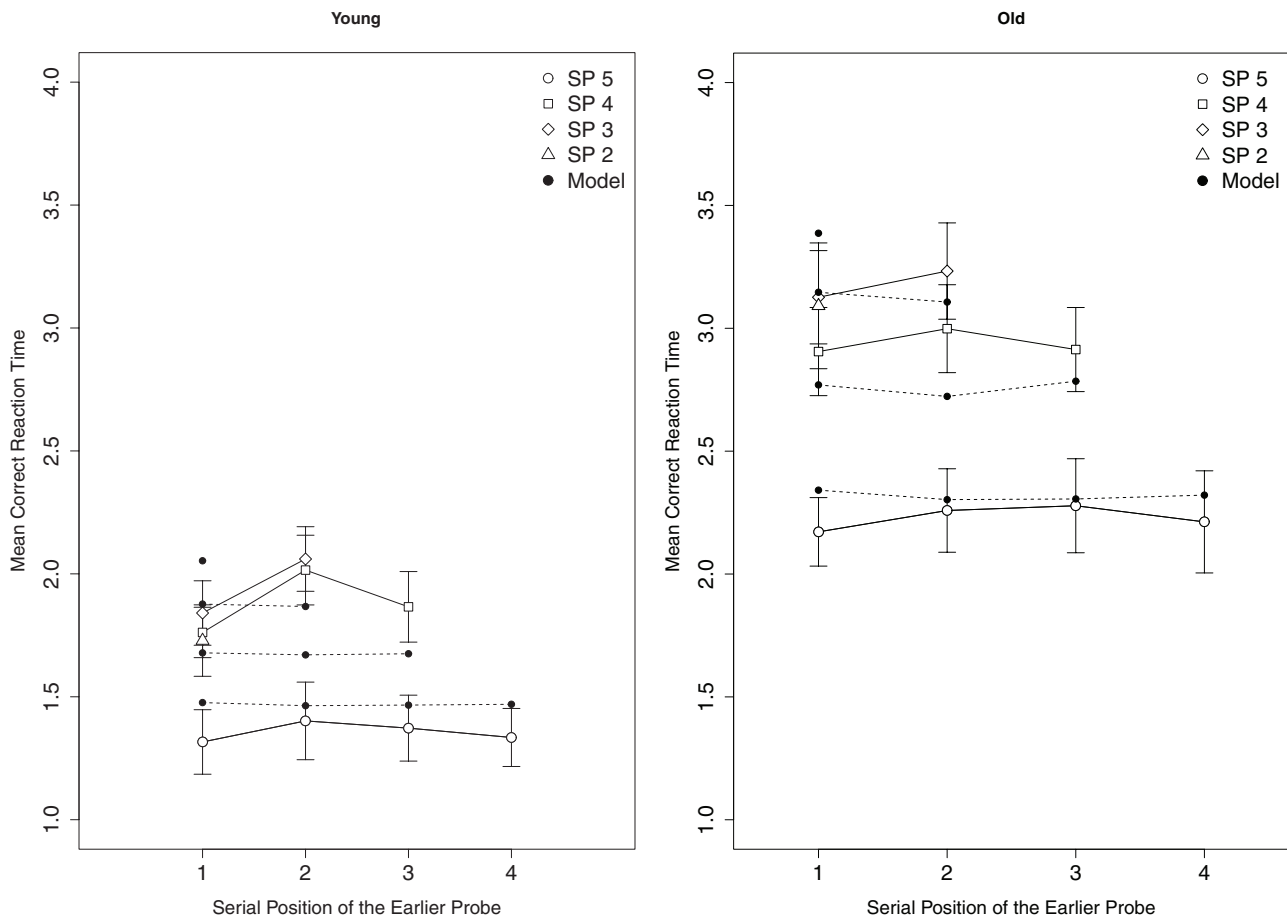 Young
Mean Correct Reaction Time
4.0
3.5
3.0
2.5
2.0
1.5
1.0
SP 5
SP 4
SP 3
SP 2
Model
1 2 3 4
Serial Position of the Earlier Probe
Old
Mean Correct Reaction Time
4.0
3.5
3.0
2.5
2.0
1.5
1.0
SP 5
SP 4
SP 3
SP 2
Model
1 2 3 4
Serial Position of the Earlier Probe